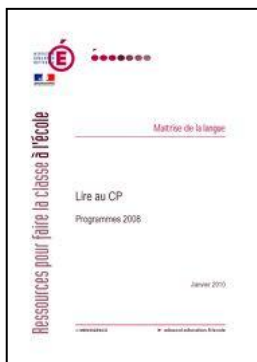 É
Maîtrise de la langue
Ressources pour faire la classe à l'école
Lire au CP
Programmes 2008
Janvier 2010
eduscol.education.fr/ecole